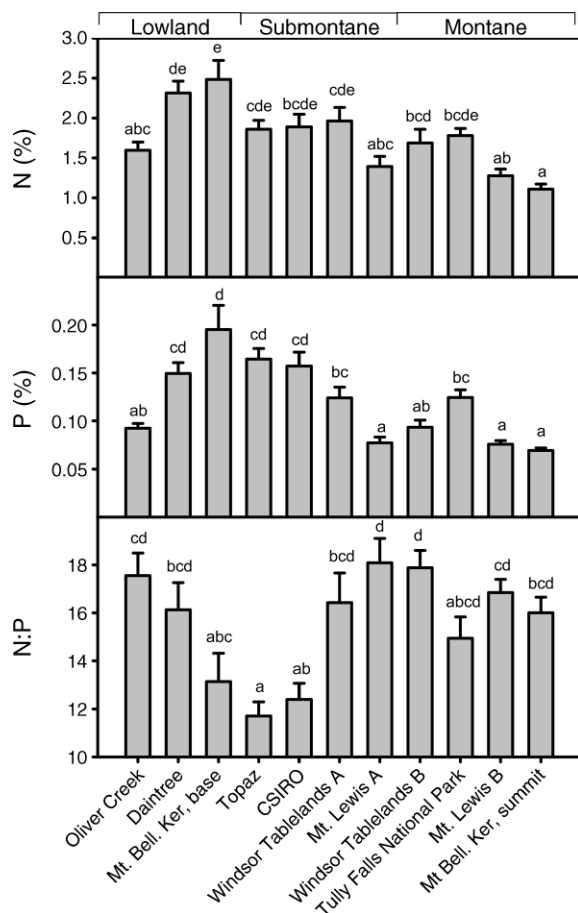 Lowland Submontane Montane
N (%)
3.0
2.5
2.0
1.5
1.0
0.5
abc de e cde bcde cde abc bcd bcde ab a
P (%)
0.20
0.15
0.10
0.05
ab cd d cd cd bc a ab bc a a
N:P
18
16
14
12
10
cd bcd abc a ab bcd d d abcd cd bcd
Oliver Creek
Daintree
Mt. Bell. Ker, base
Topaz
CSIRO
Windsor Tablelands A
Mt. Lewis A
Windsor Tablelands B
Tully Falls National Park
Mt. Lewis B
Mt Bell. Ker, summit